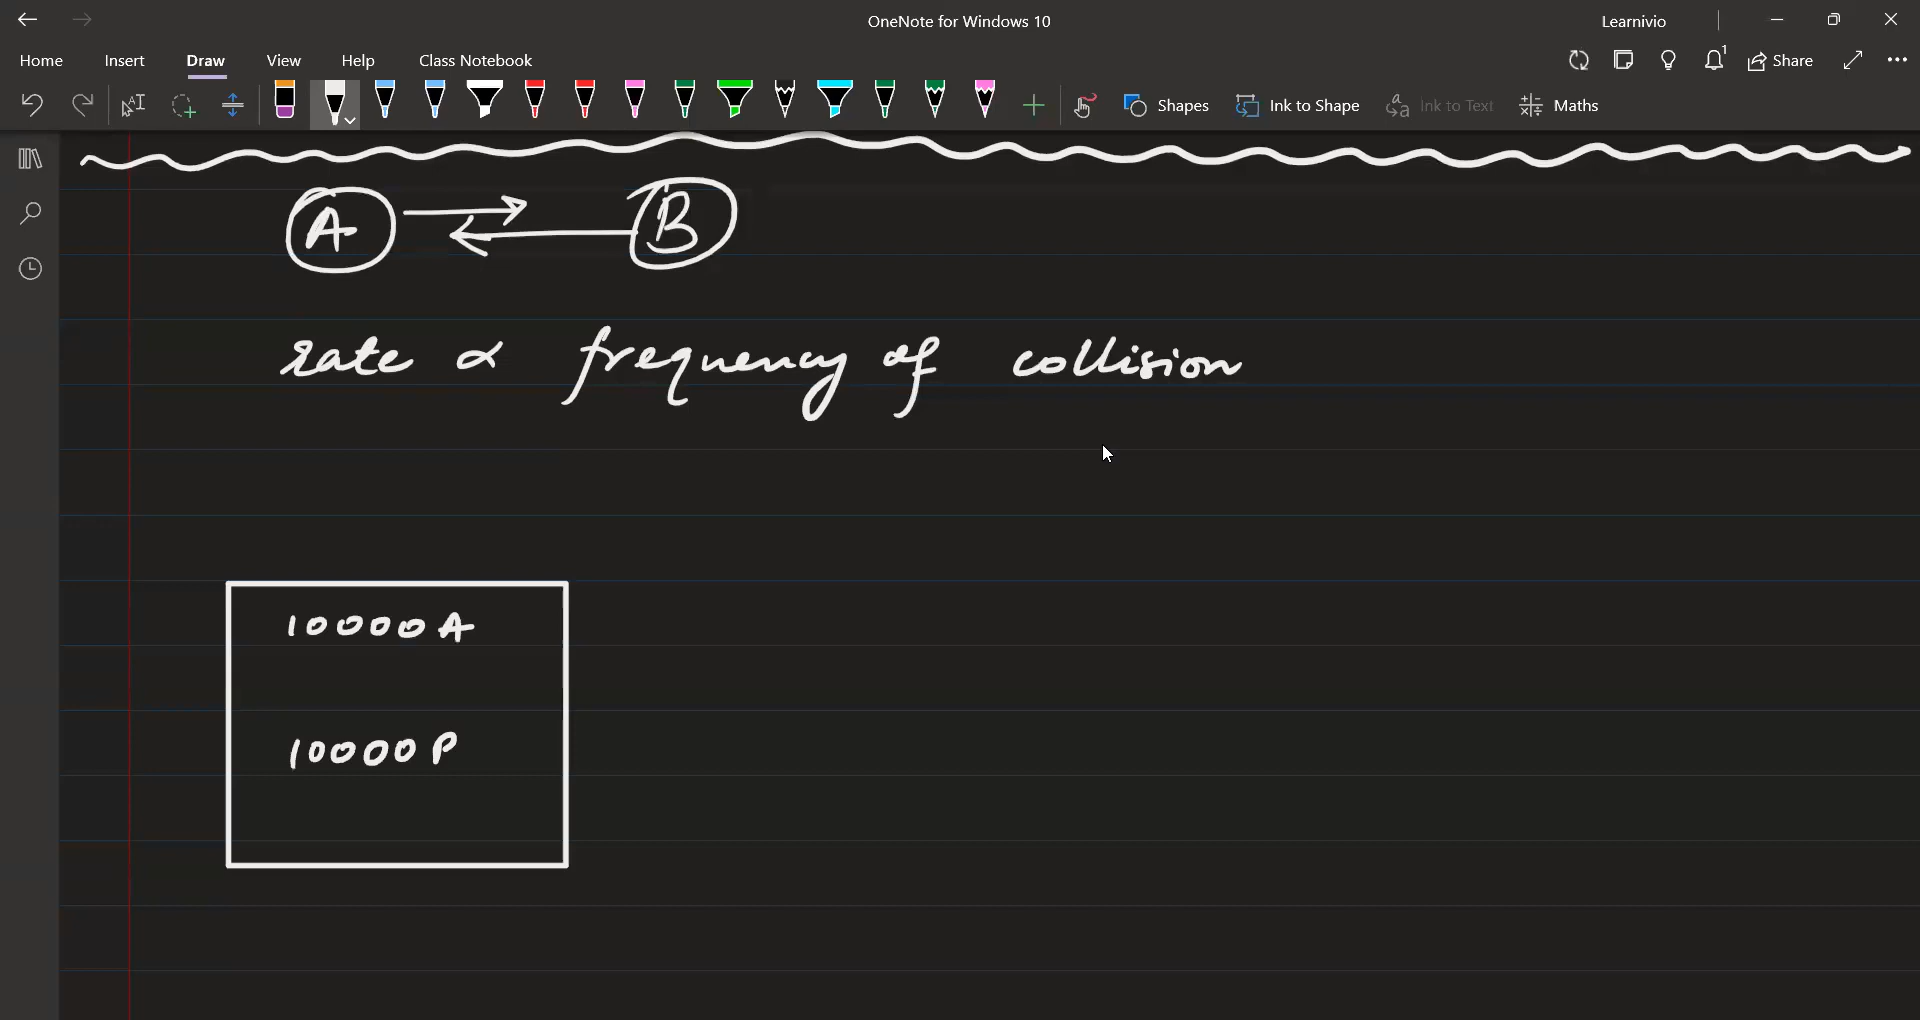 OneNote for Windows 10
Learnivio
Home Insert Draw View Help Class Notebook
1
Share
Shapes Ink to Shape Ink to Text Maths
A B
rate ∝ frequency of collision
10000 A
10000 P